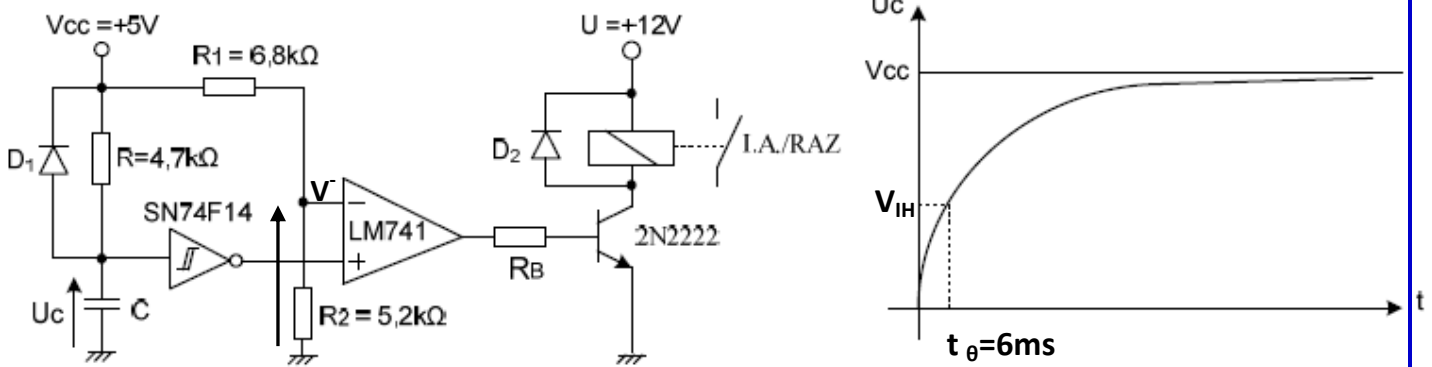 Vcc =+5V
R1 = 6,8kΩ
U =+12V
D1
R=4,7kΩ
SN74F14
V-
LM741
RB
D2
I.A./RAZ
2N2222
Uc
C
R2 = 5,2kΩ
Uc
Vcc
VIH
t
t θ=6ms